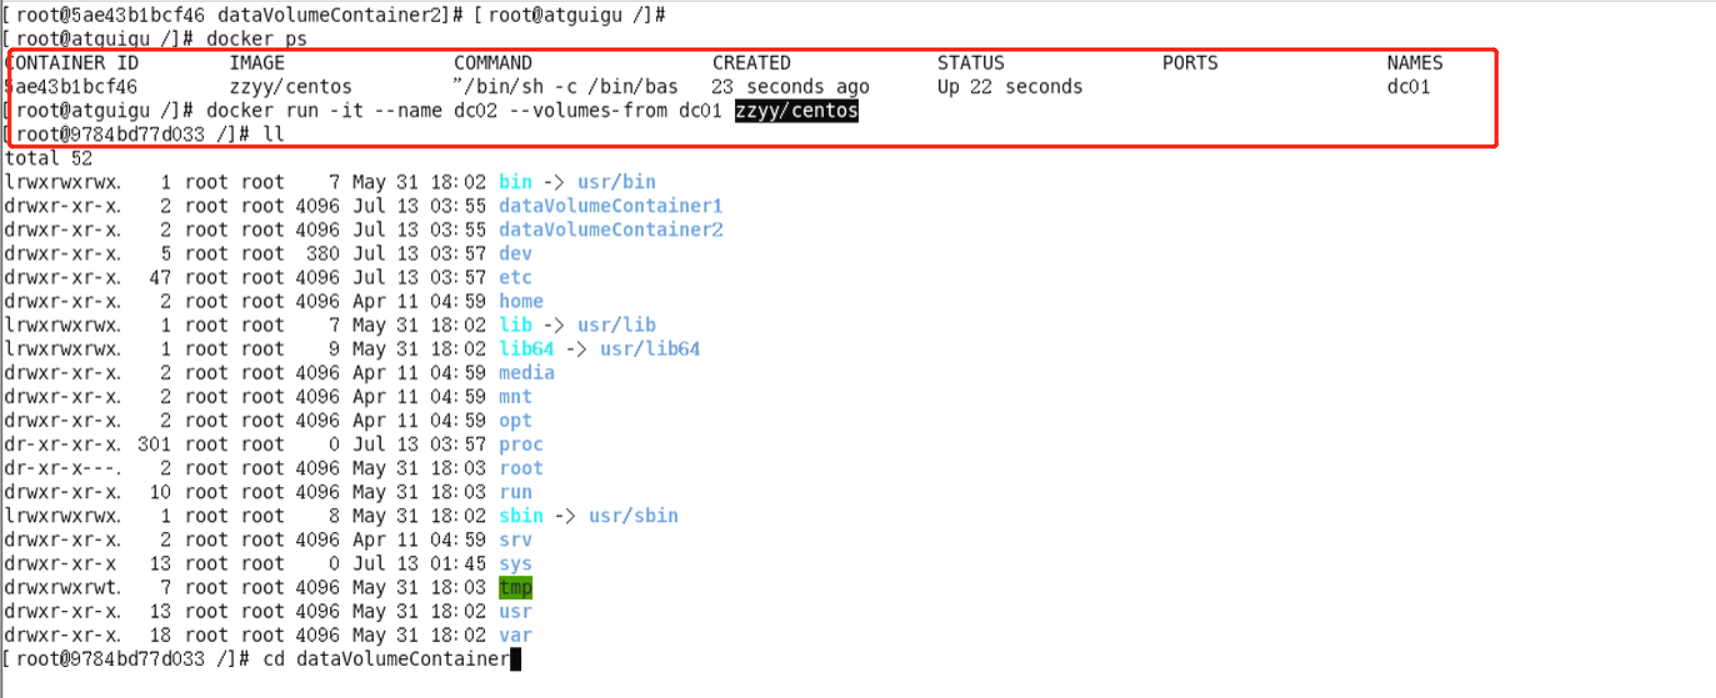 [root@5ae43b1bcf46 dataVolumeContainer2]# [root@atguigu /]#
[root@atguigu /]# docker ps
CONTAINER ID IMAGE COMMAND CREATED STATUS PORTS NAMES
5ae43b1bcf46 zzyy/centos "/bin/sh -c /bin/bas 23 seconds ago Up 22 seconds dc01
[root@atguigu /]# docker run -it --name dc02 --volumes-from dc01 zzyy/centos
[root@9784bd77d033 /]# ll
total 52
lrwxrwxrwx. 1 root root 7 May 31 18:02 bin -> usr/bin
drwxr-xr-x. 2 root root 4096 Jul 13 03:55 dataVolumeContainer1
drwxr-xr-x. 2 root root 4096 Jul 13 03:55 dataVolumeContainer2
drwxr-xr-x. 5 root root 380 Jul 13 03:57 dev
drwxr-xr-x. 47 root root 4096 Jul 13 03:57 etc
drwxr-xr-x. 2 root root 4096 Apr 11 04:59 home
lrwxrwxrwx. 1 root root 7 May 31 18:02 lib -> usr/lib
lrwxrwxrwx. 1 root root 9 May 31 18:02 lib64 -> usr/lib64
drwxr-xr-x. 2 root root 4096 Apr 11 04:59 media
drwxr-xr-x. 2 root root 4096 Apr 11 04:59 mnt
drwxr-xr-x. 2 root root 4096 Apr 11 04:59 opt
dr-xr-xr-x. 301 root root 0 Jul 13 03:57 proc
dr-xr-x---. 2 root root 4096 May 31 18:03 root
drwxr-xr-x. 10 root root 4096 May 31 18:03 run
lrwxrwxrwx. 1 root root 8 May 31 18:02 sbin -> usr/sbin
drwxr-xr-x. 2 root root 4096 Apr 11 04:59 srv
drwxr-xr-x 13 root root 0 Jul 13 01:45 sys
drwxrwxrwt. 7 root root 4096 May 31 18:03 tmp
drwxr-xr-x. 13 root root 4096 May 31 18:02 usr
drwxr-xr-x. 18 root root 4096 May 31 18:02 var
[root@9784bd77d033 /]# cd dataVolumeContainer